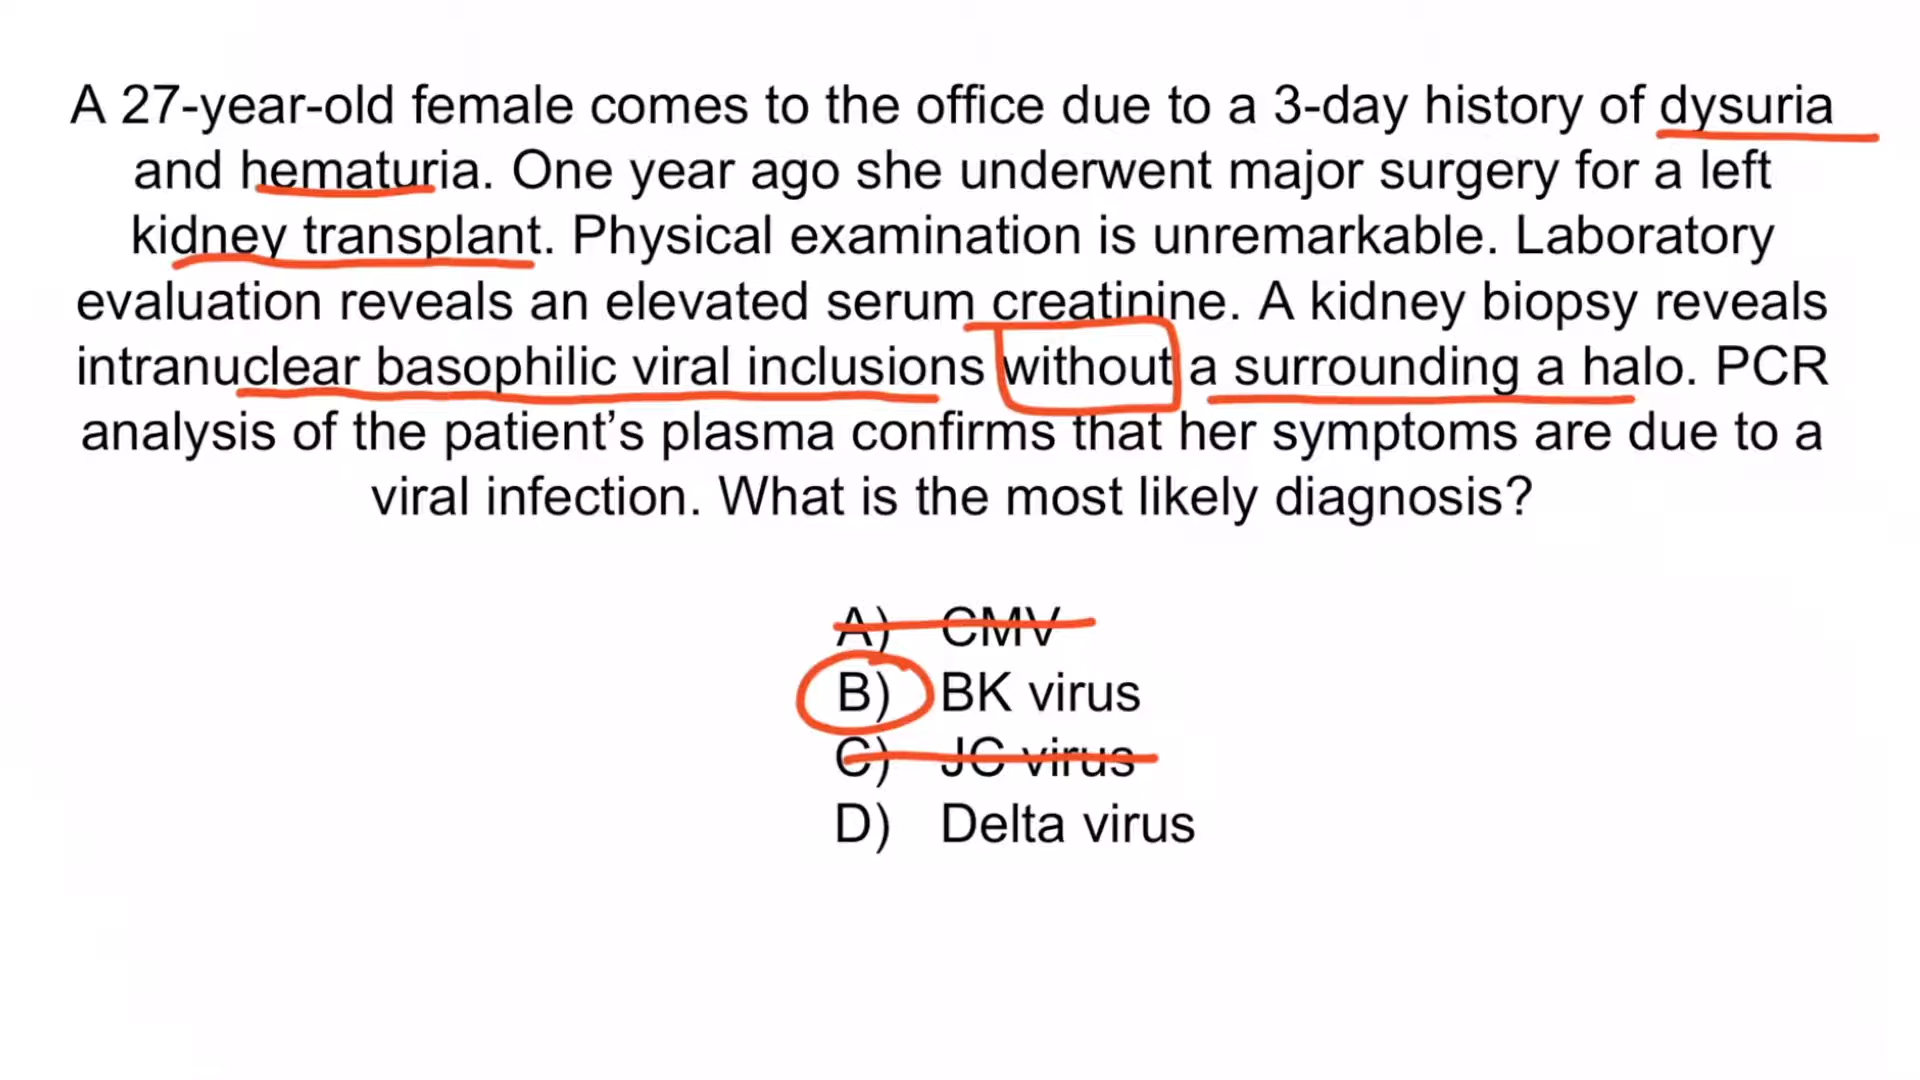 A 27-year-old female comes to the office due to a 3-day history of dysuria
and hematuria. One year ago she underwent major surgery for a left
kidney transplant. Physical examination is unremarkable. Laboratory
evaluation reveals an elevated serum creatinine. A kidney biopsy reveals
intranuclear basophilic viral inclusions without a surrounding a halo. PCR
analysis of the patient’s plasma confirms that her symptoms are due to a
viral infection. What is the most likely diagnosis?
A) CMV
B) BK virus
C) JC virus
D) Delta virus